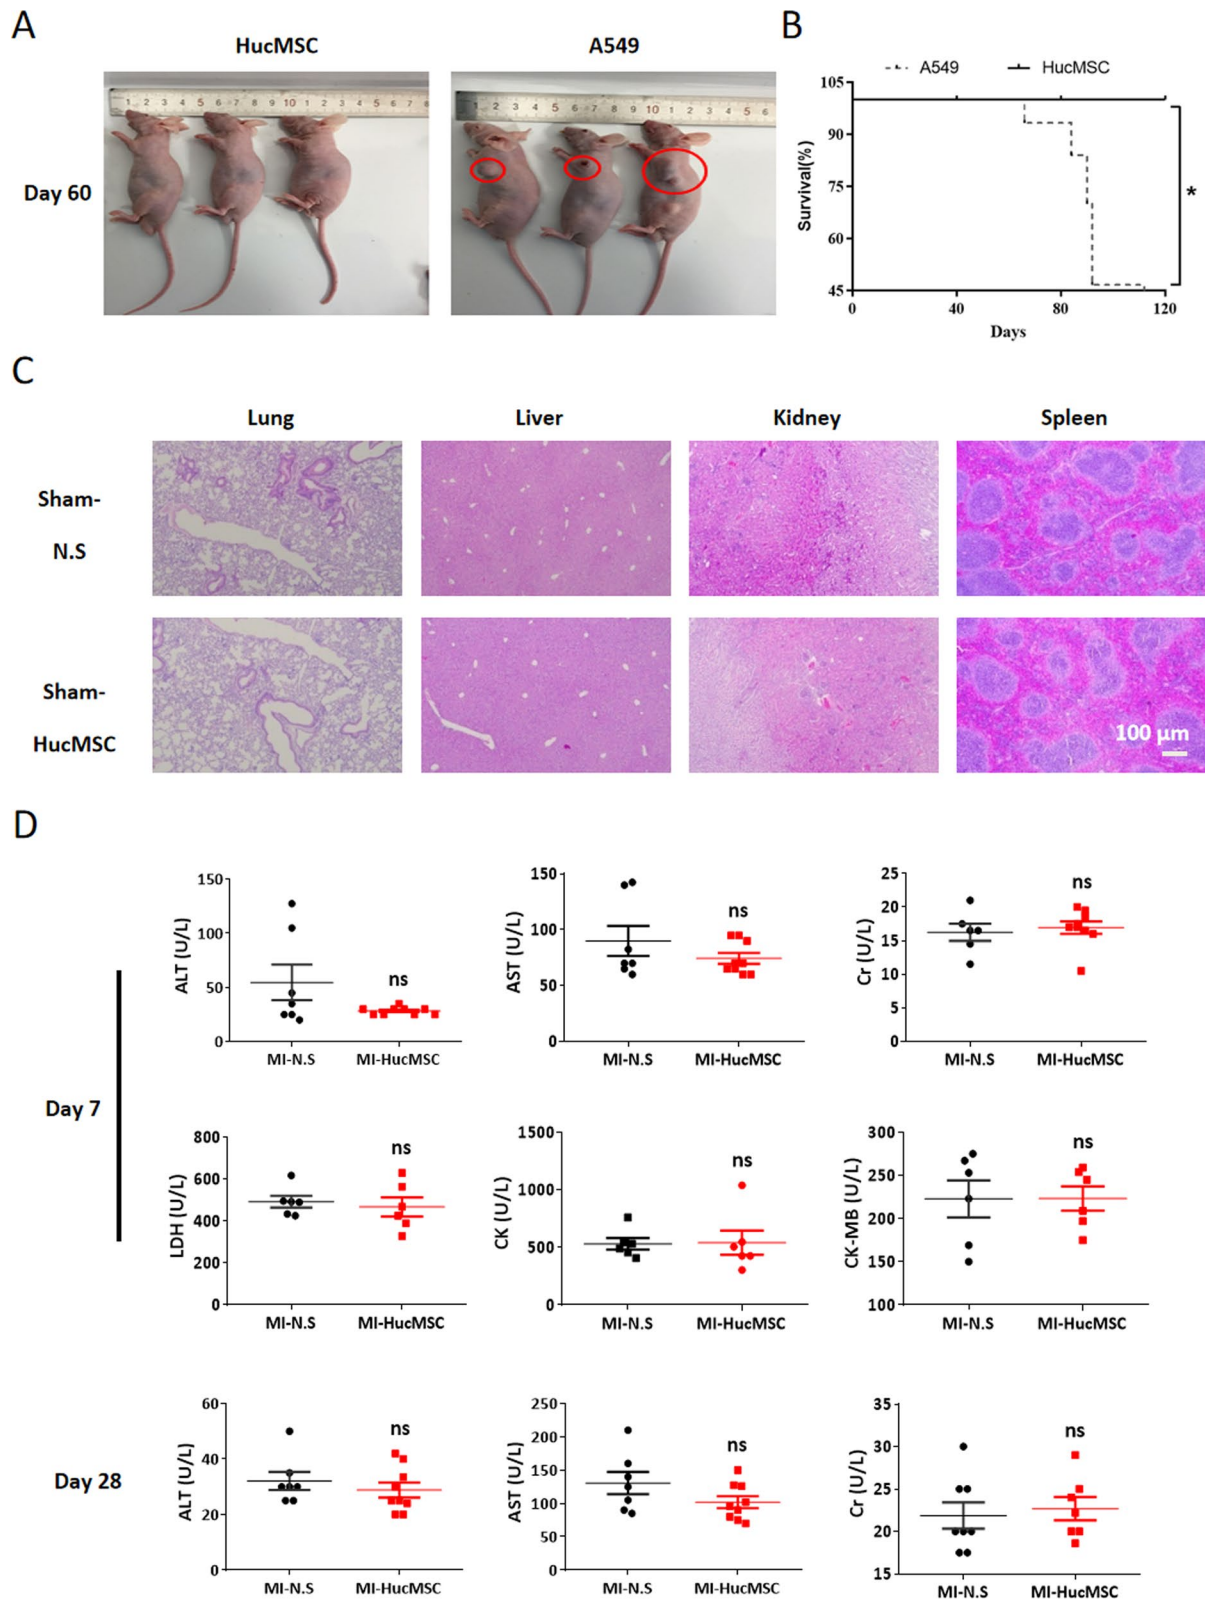 A
HucMSC
A549
Day 60
B
A549 HucMSC
Survival(%)
105
90
75
60
45
0 40 80 120
Days
*
C
Lung Liver Kidney Spleen
Sham-
N.S
Sham-
HucMSC
100 μm
D
Day 7
ALT (U/L)
150
100
50
0
ns
MI-N.S MI-HucMSC
AST (U/L)
150
100
50
0
ns
MI-N.S MI-HucMSC
Cr (U/L)
25
20
15
10
5
0
ns
MI-N.S MI-HucMSC
LDH (U/L)
800
600
400
200
0
ns
MI-N.S MI-HucMSC
CK (U/L)
1500
1000
500
0
ns
MI-N.S MI-HucMSC
CK-MB (U/L)
300
250
200
150
100
ns
MI-N.S MI-HucMSC
Day 28
ALT (U/L)
60
40
20
0
ns
MI-N.S MI-HucMSC
AST (U/L)
250
200
150
100
50
0
ns
MI-N.S MI-HucMSC
Cr (U/L)
35
30
25
20
15
ns
MI-N.S MI-HucMSC